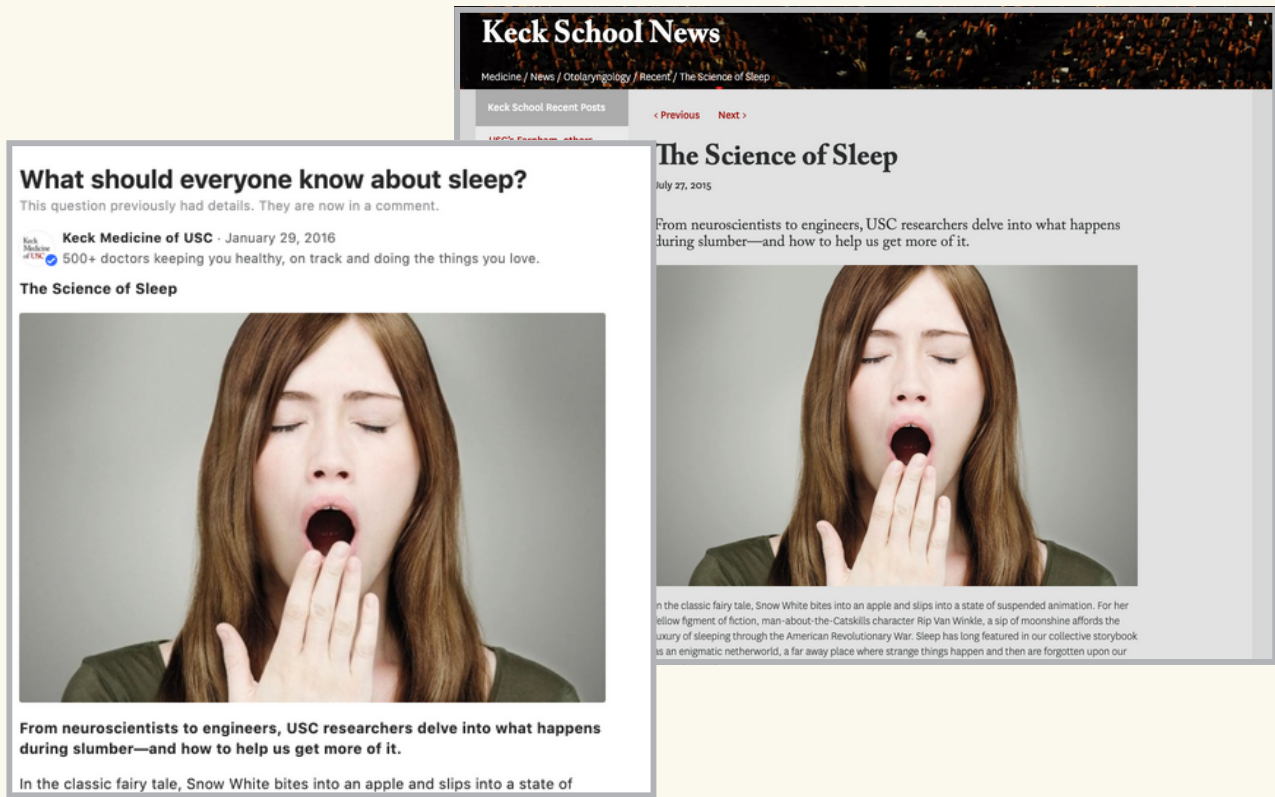 Keck School News
Medicine / News / Otolaryngology / Recent / The Science of Sleep
Keck School Recent Posts
‹ Previous Next ›
The Science of Sleep
July 27, 2015
From neuroscientists to engineers, USC researchers delve into what happens
during slumber—and how to help us get more of it.
In the classic fairy tale, Snow White bites into an apple and slips into a state of suspended animation. For her
fellow figment of fiction, man-about-the-Catskills character Rip Van Winkle, a sip of moonshine affords the
luxury of sleeping through the American Revolutionary War. Sleep has long featured in our collective storybook
as an enigmatic netherworld, a far away place where strange things happen and then are forgotten upon our
What should everyone know about sleep?
This question previously had details. They are now in a comment.
Keck Medicine of USC · January 29, 2016
500+ doctors keeping you healthy, on track and doing the things you love.
Keck
Medicine
of USC
The Science of Sleep
From neuroscientists to engineers, USC researchers delve into what happens
during slumber—and how to help us get more of it.
In the classic fairy tale, Snow White bites into an apple and slips into a state of